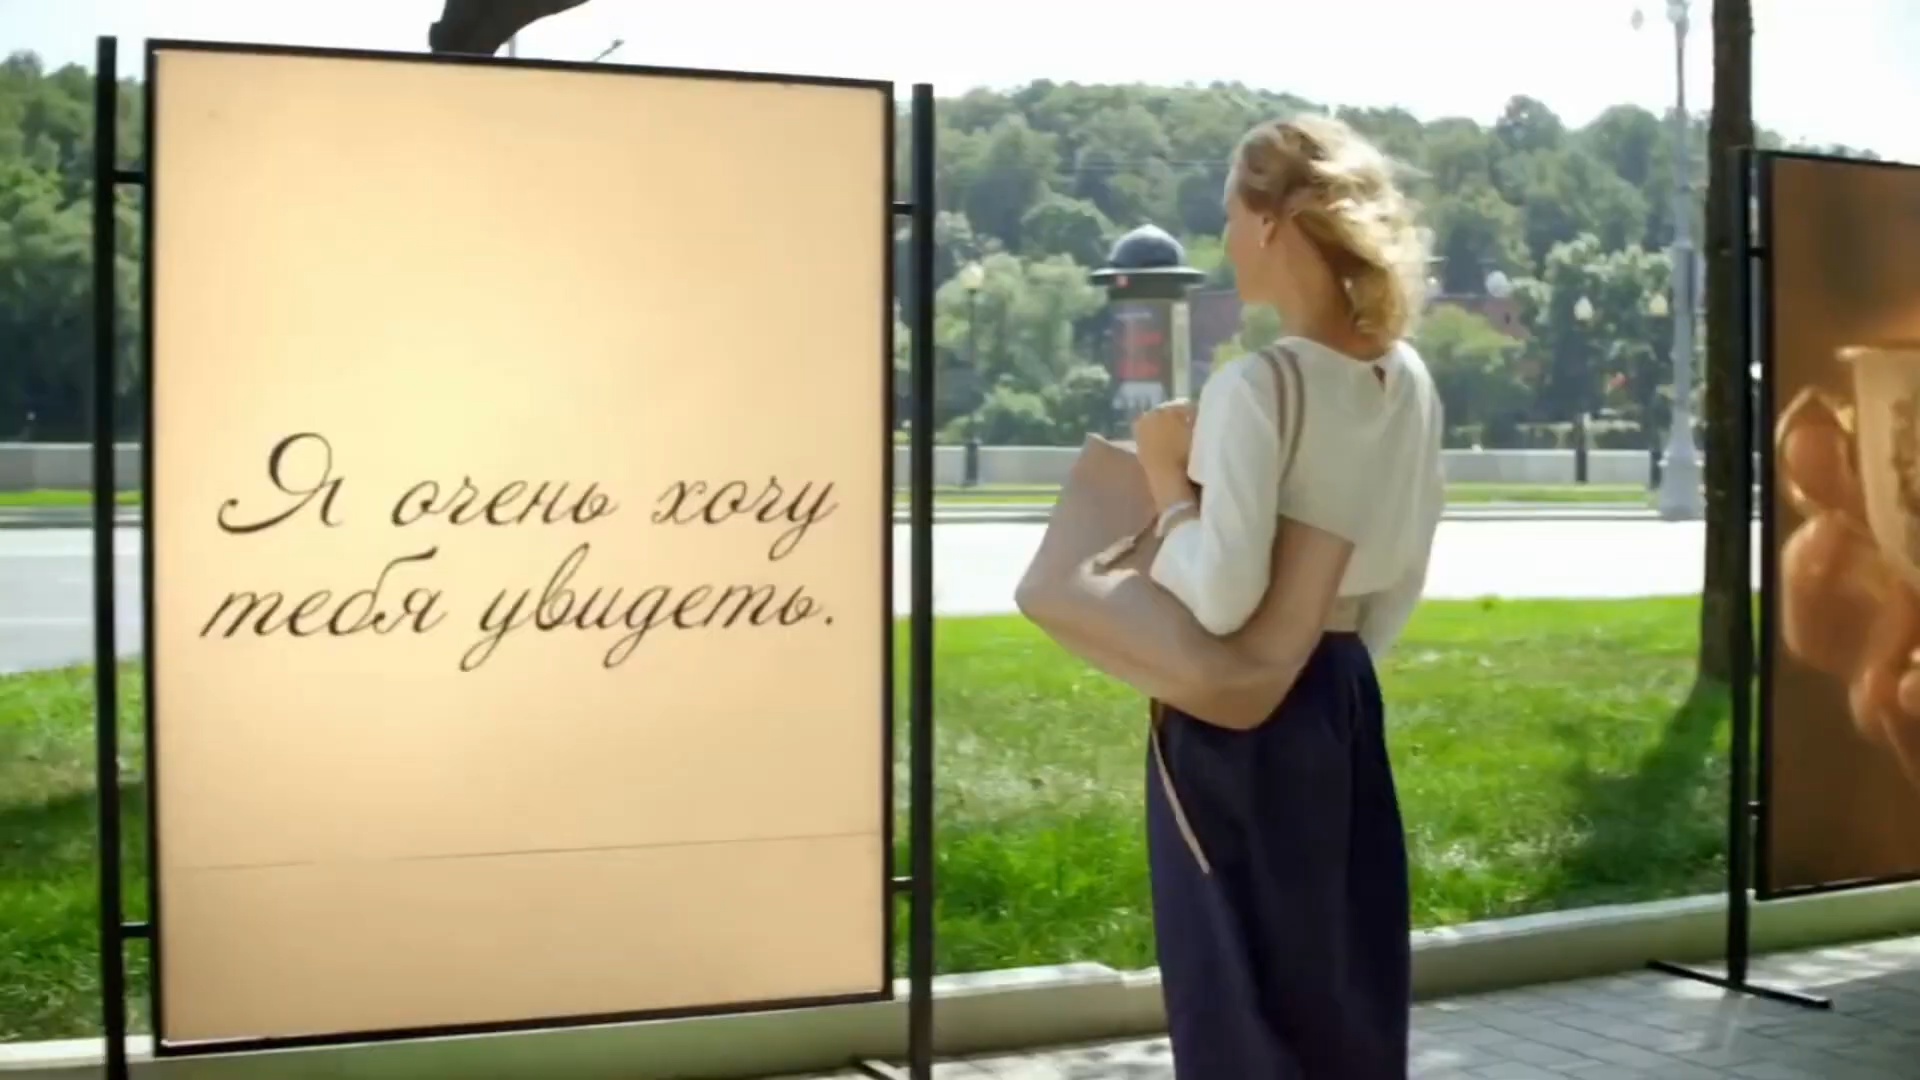 Я очень хочу
тебя увидеть.